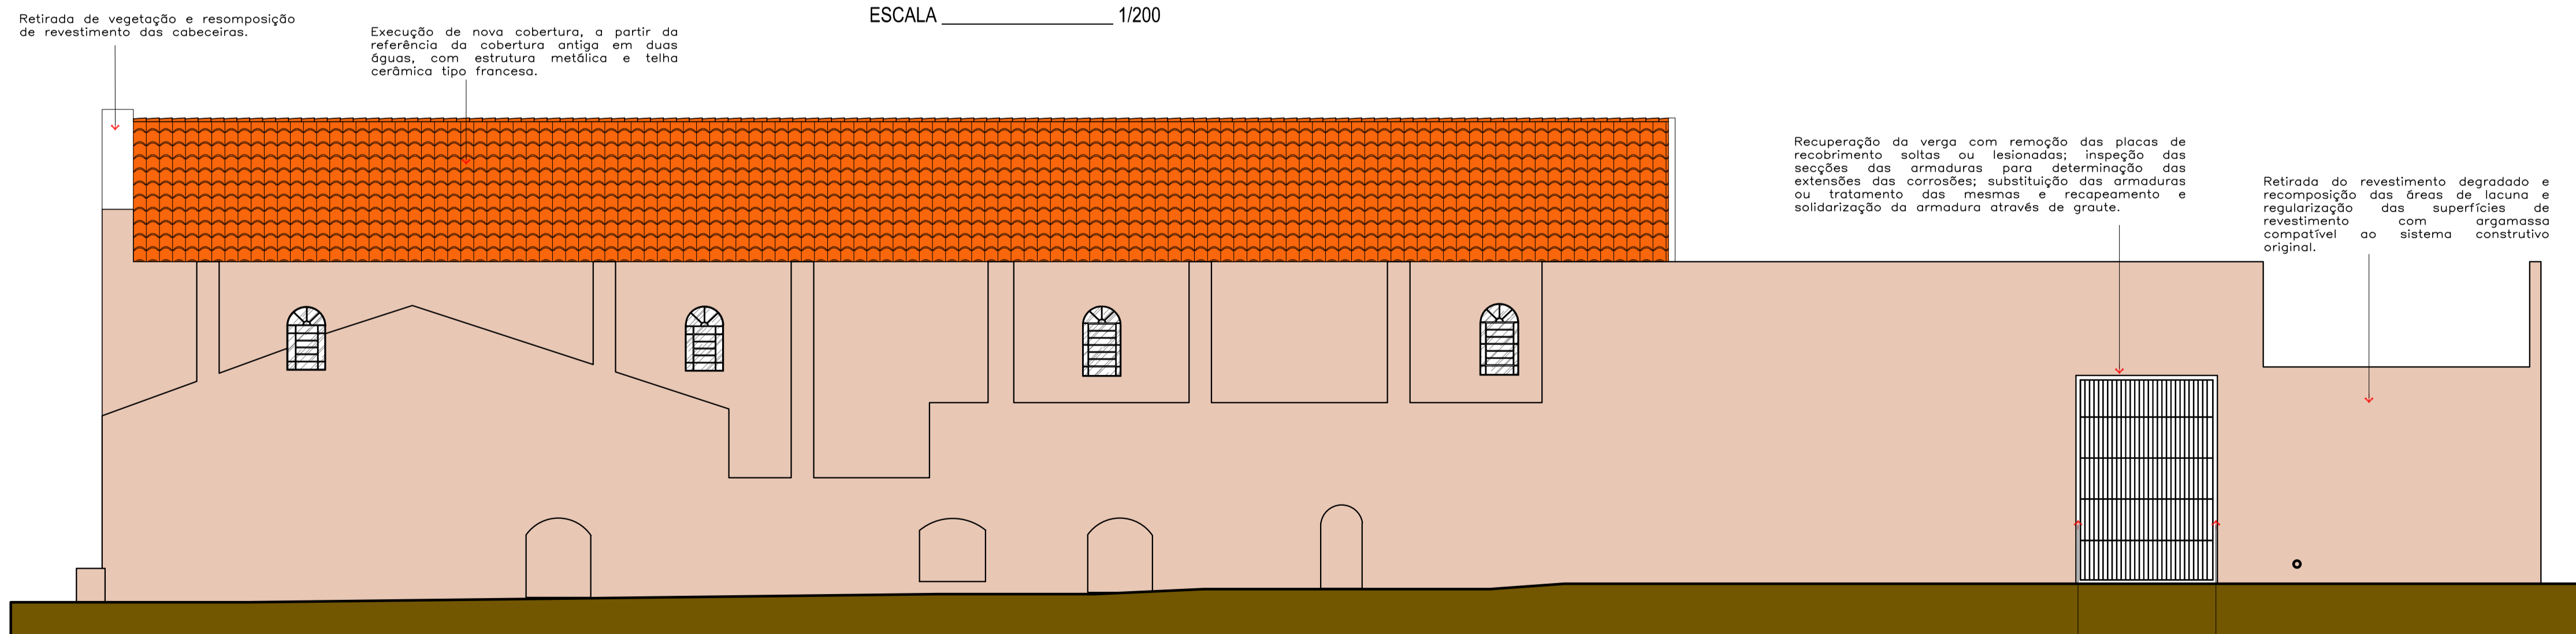 ESCALA ________________ 1/200
Retirada de vegetação e resomposição
de revestimento das cabeceiras.
Execução de nova cobertura, a partir da
referência da cobertura antiga em duas
águas, com estrutura metálica e telha
cerâmica tipo francesa.
Recuperação da verga com remoção das placas de
recobrimento soltas ou lesionadas; inspeção das
secções das armaduras para determinação das
extensões das corrosões; substituição das armaduras
ou tratamento das mesmas e recapeamento e
solidarização da armadura através de graute.
Retirada do revestimento degradado e
recomposição das áreas de lacuna e
regularização das superfícies de
revestimento com argamassa
compatível ao sistema construtivo
original.